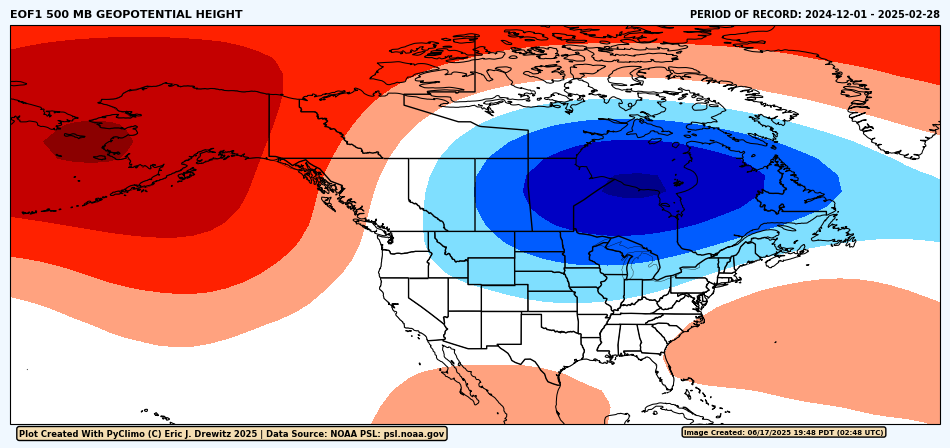 EOF1 500 MB GEOPOTENTIAL HEIGHT
PERIOD OF RECORD: 2024-12-01 - 2025-02-28
Plot Created With PyClimo (C) Eric J. Drewitz 2025 | Data Source: NOAA PSL: psl.noaa.gov
Image Created: 06/17/2025 19:48 PDT (02:48 UTC)